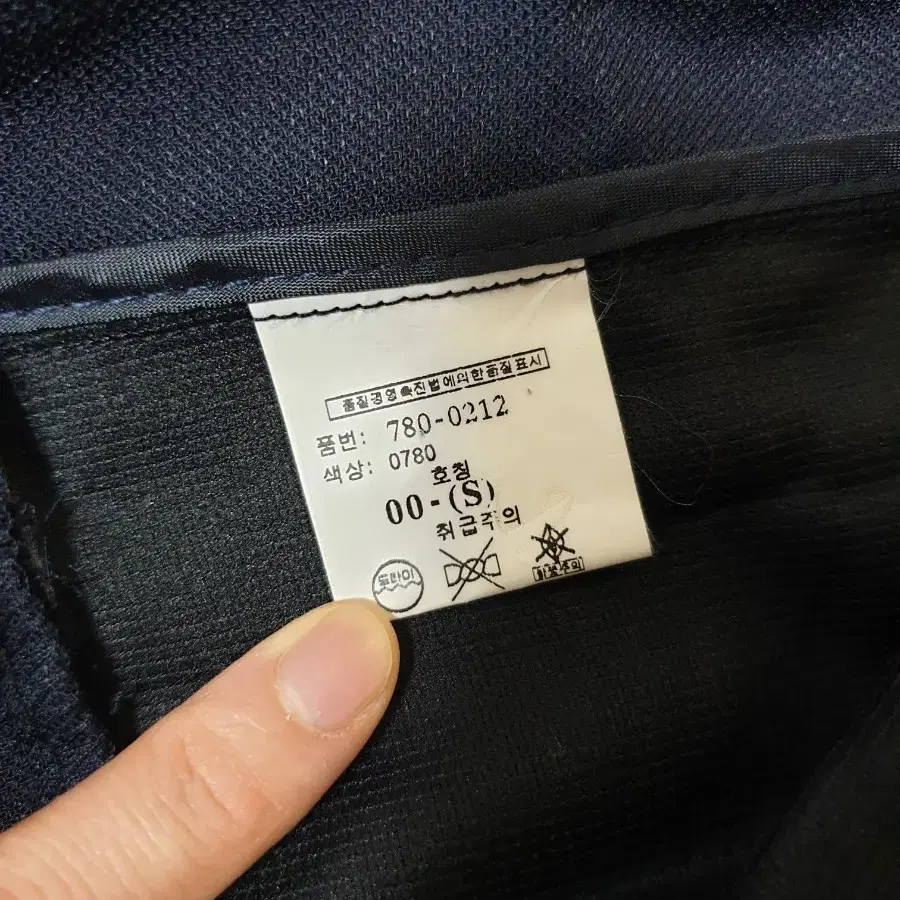 품질경영촉진법에의한품질표시
품번: 780-0212
색상: 0780
호칭
00-(S)
취급주의
드라이